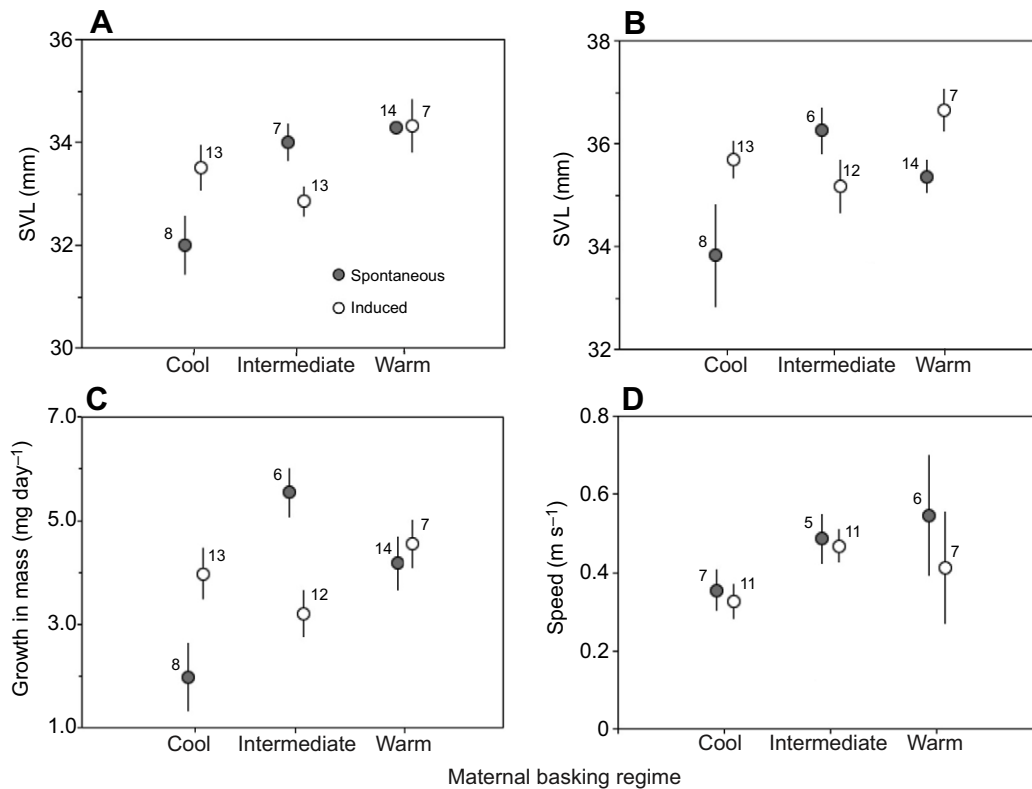 A
SVL (mm)
36
34
32
30
8
13
7
13
14
7
Spontaneous
Induced
Cool Intermediate Warm
B
SVL (mm)
38
36
34
32
8
13
6
12
14
7
Cool Intermediate Warm
C
Growth in mass (mg day–1)
7.0
5.0
3.0
1.0
8
13
6
12
14
7
Cool Intermediate Warm
D
Speed (m s–1)
0.8
0.6
0.4
0.2
0
7
11
5
11
6
7
Cool Intermediate Warm
Maternal basking regime